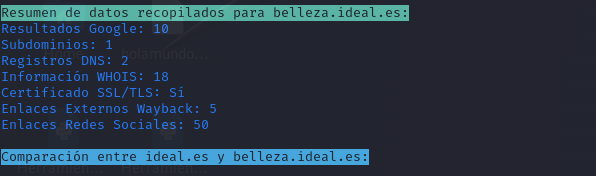 Resumen de datos recopilados para belleza.ideal.es:
Resultados Google: 10
Subdominios: 1
Registros DNS: 2
Información WHOIS: 18
Certificado SSL/TLS: Sí
Enlaces Externos Wayback: 5
Enlaces Redes Sociales: 50
Comparación entre ideal.es y belleza.ideal.es: